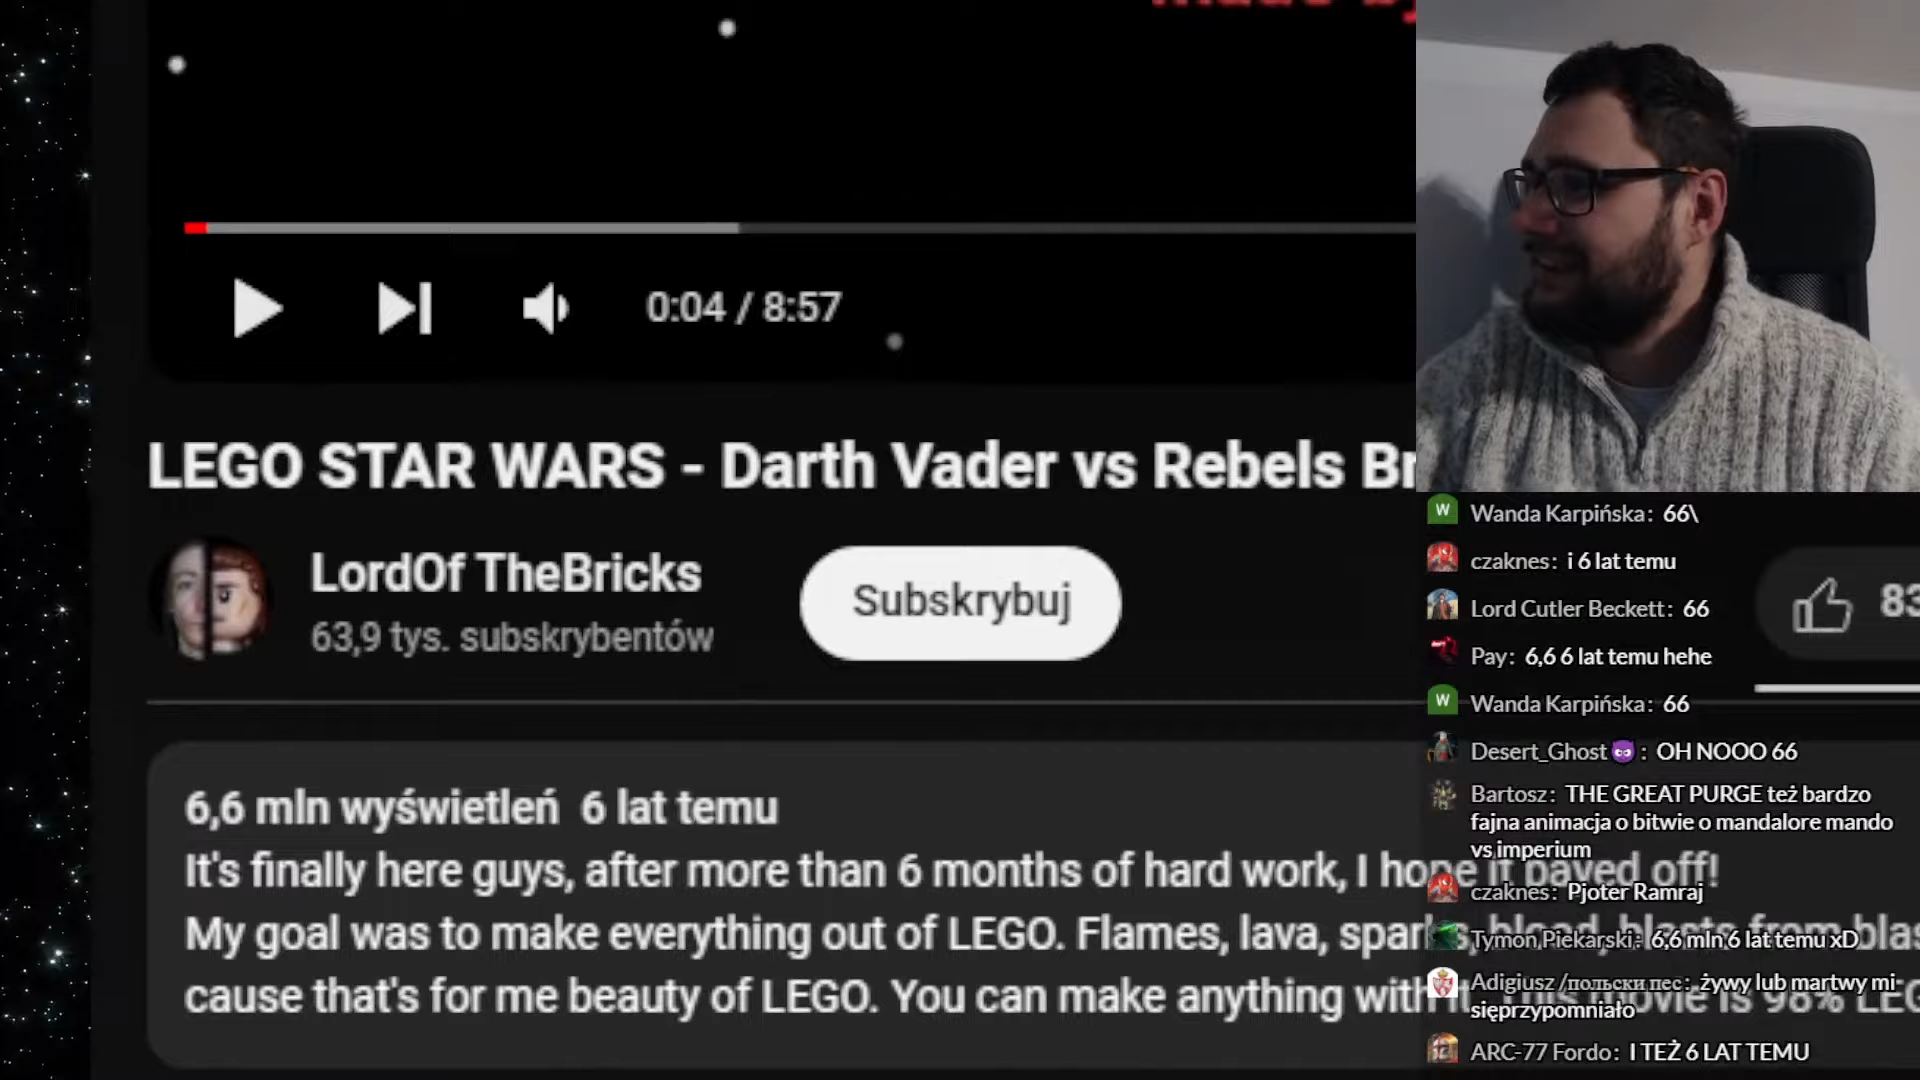 0:04 / 8:57
LEGO STAR WARS - Darth Vader vs Rebels
LordOf TheBricks
63,9 tys. subskrybentów
Subskrybuj
6,6 mln wyświetleń 6 lat temu
It's finally here guys, after more than 6 months of hard work, I hope it payed off!
My goal was to make everything out of LEGO. Flames, lava, sparks, blood, blasts from
cause that's for me beauty of LEGO. You can make anything with it. This movie is 98%
W Wanda Karpińska: 66\
czaknes: i 6 lat temu
Lord Cutler Beckett: 66
Pay: 6,6 6 lat temu hehe
W Wanda Karpińska: 66
Desert_Ghost😈: OH NOOO 66
Bartosz: THE GREAT PURGE też bardzo
fajna animacja o bitwie o mandalore mando
vs imperium
czaknes: Pjoter Ramraj
Tymon Piekarski: 6,6 mln 6 lat temu xD
Adigiusz /польски пес: żywy lub martwy mi
sięprzypomniało
ARC-77 Fordo: I TEŻ 6 LAT TEMU